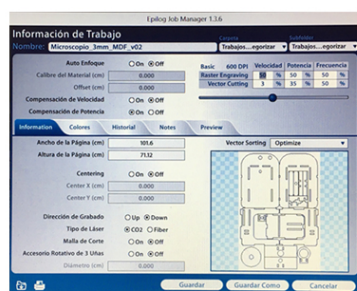 Epilog Job Manager 1.3.6
Información de Trabajo
Carpeta
Subfolder
Nombre: Microscopio_3mm_MDF_v02
Trabajos...egorizar
Trabajos...egorizar
Auto Enfoque On Off
Calibre del Material (cm) 0.000
Offset (cm) 0.000
Compensación de Velocidad On Off
Compensación de Potencia On Off
Basic 600 DPI Velocidad Potencia Frecuencia
Raster Engraving 50 % 50 % 50 %
Vector Cutting 3 % 35 % 50 %
Information Colores Historial Notes Preview
Ancho de la Página (cm) 101.6
Altura de la Página (cm) 71.12
Vector Sorting Optimize
Centering On Off
Center X (cm) 0.000
Center Y (cm) 0.000
Dirección de Grabado Up Down
Tipo de Láser CO2 Fiber
Malla de Corte On Off
Accesorio Rotativo de 3 Uñas On Off
Diámetro (cm) 0.000
Guardar Guardar Como Cancelar